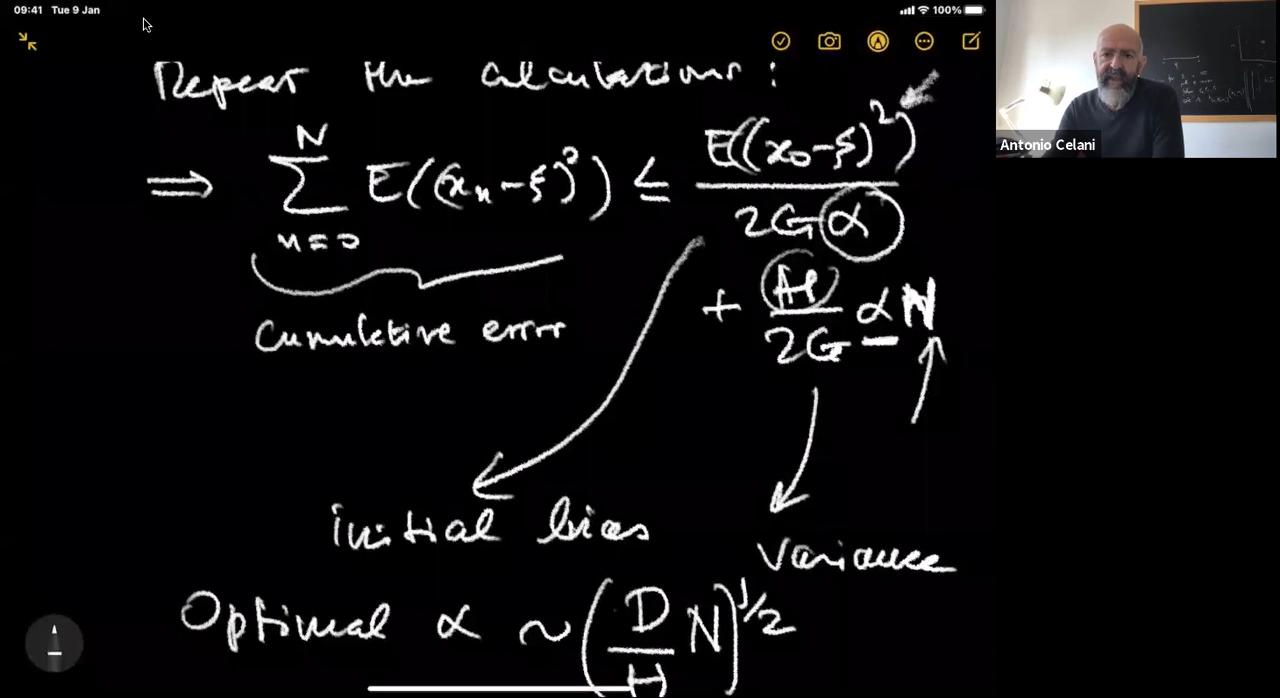 09:41 Tue 9 Jan
100%
Repeat the calculations:
⇒ ∑_{n=0}^{N} E((x_n-ξ)²) ≤ E((x_0-ξ)²) / 2Gα
+ H/2G α N
Cumulative error
initial bias
Variance
Optimal α ~ (D/H N)^{1/2}
Antonio Celani